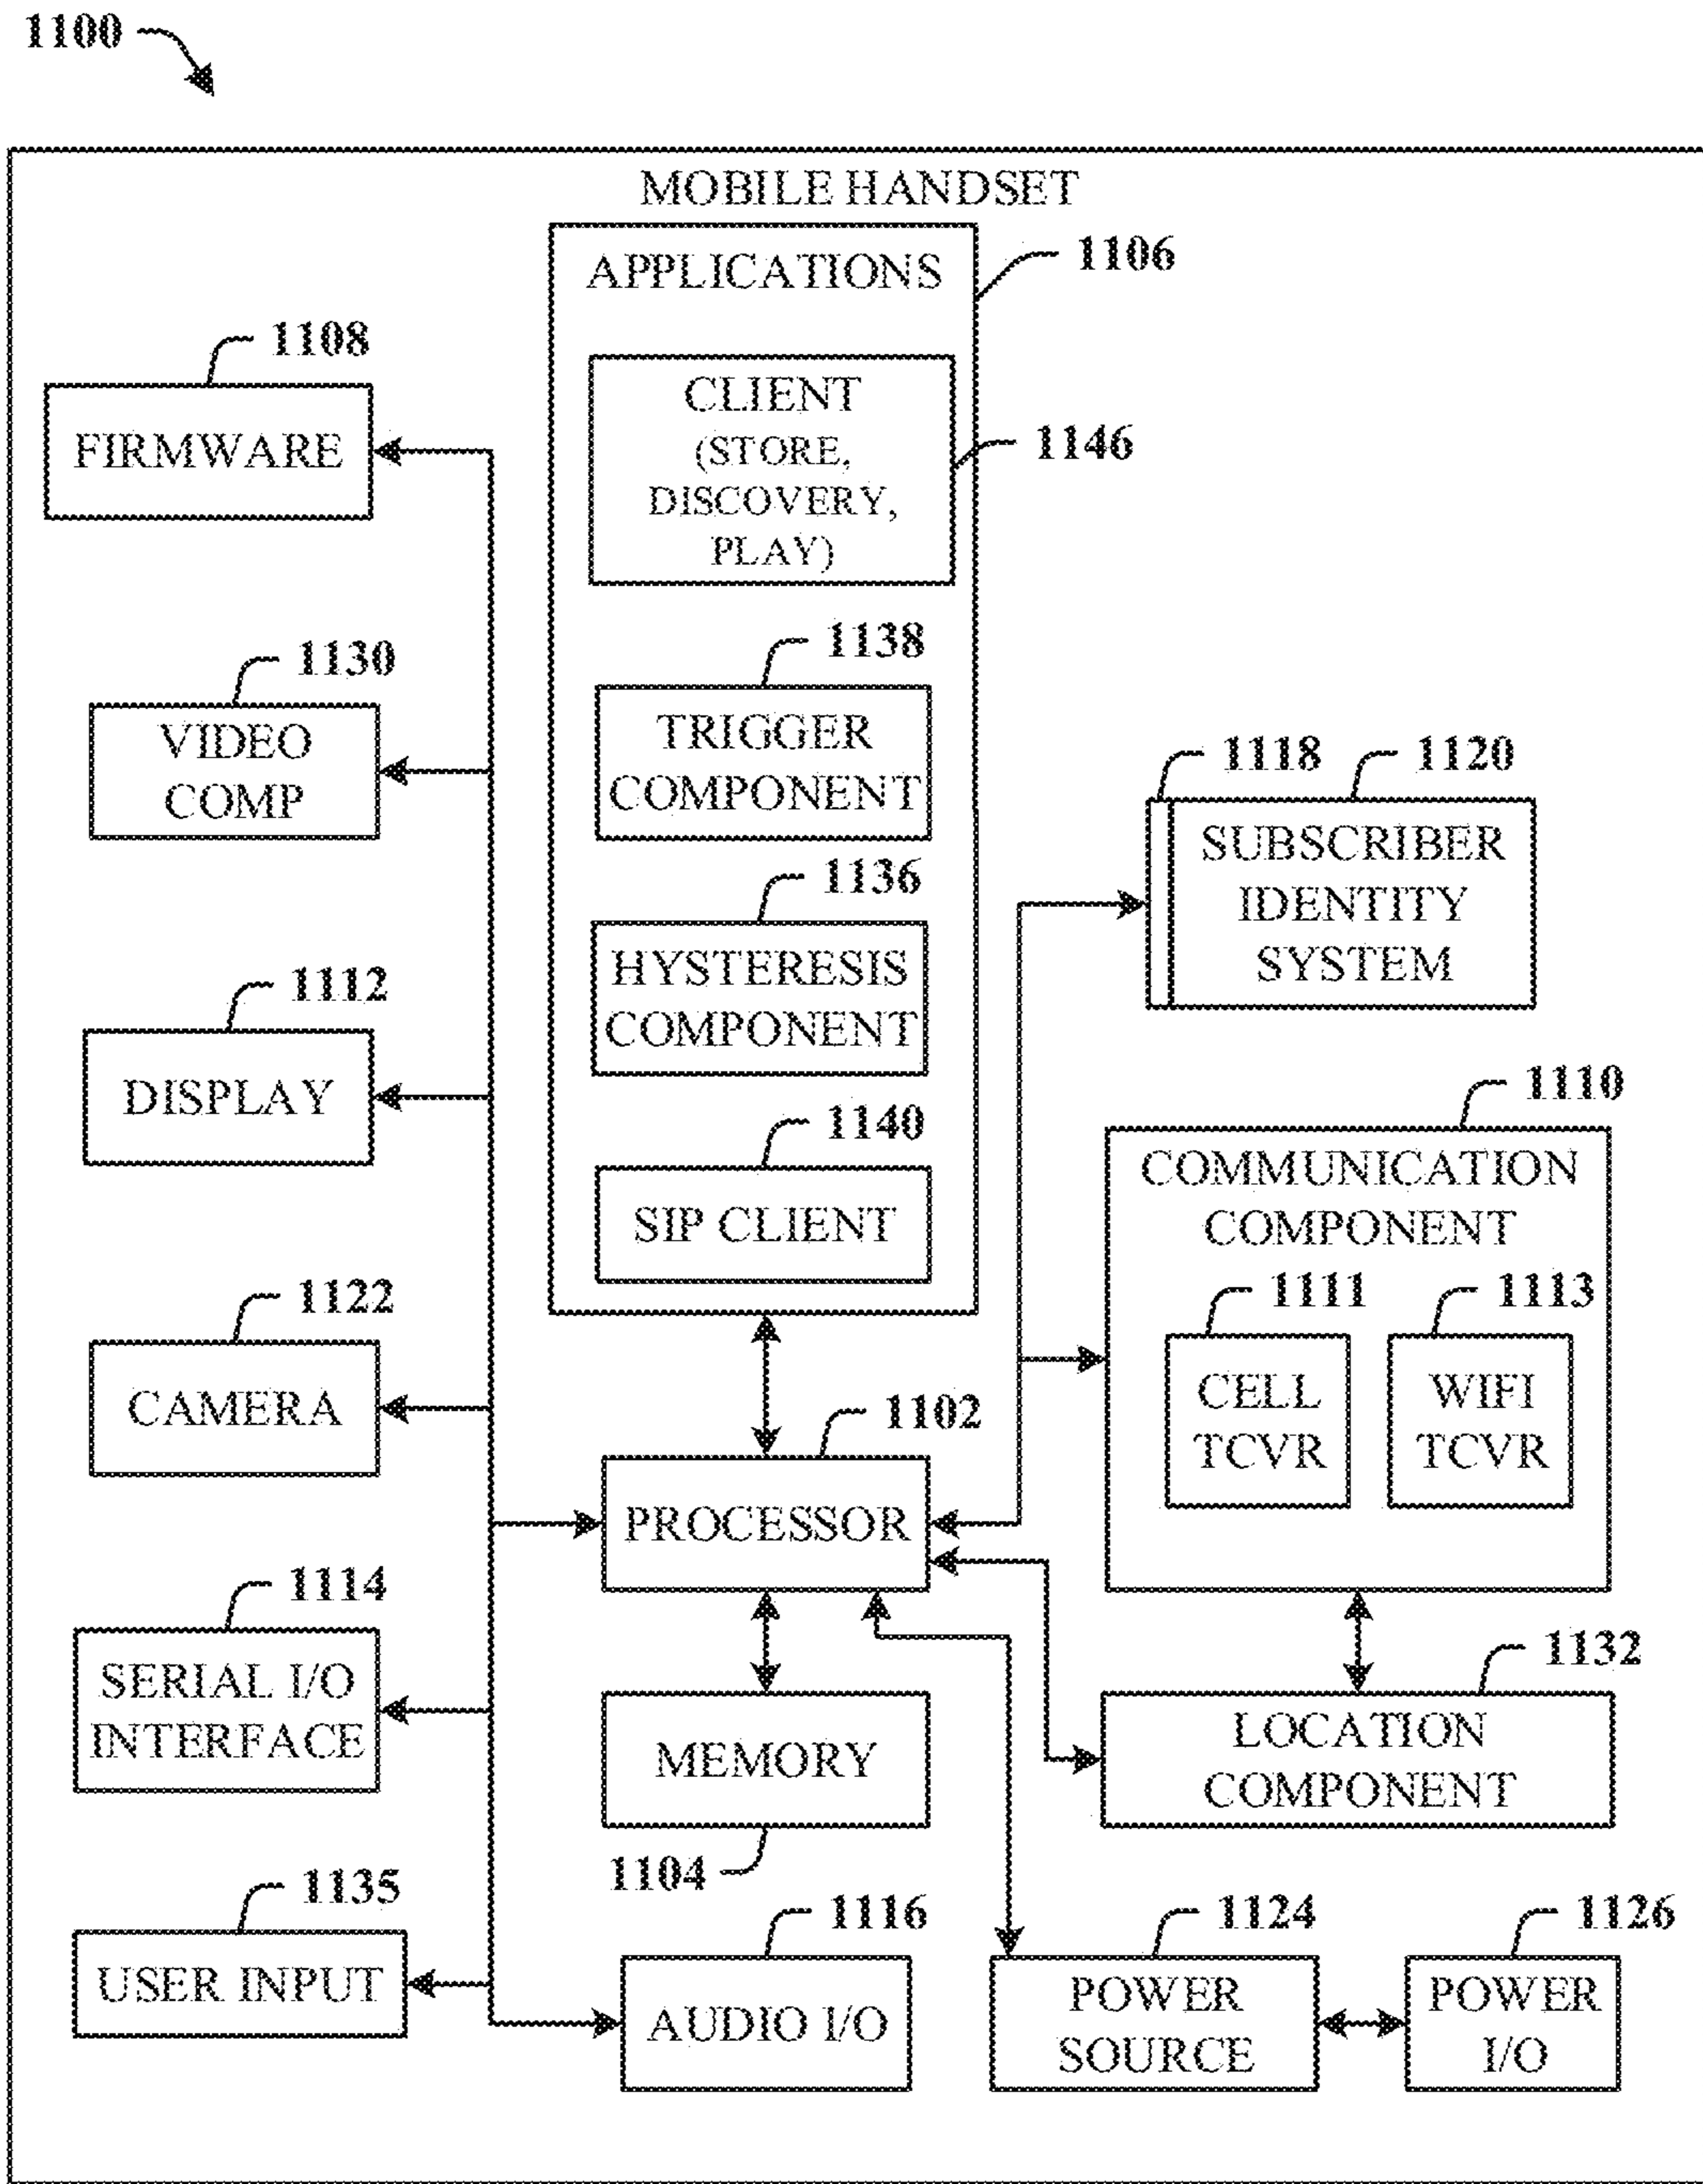 1100
MOBILE HANDSET
APPLICATIONS
1106
CLIENT
(STORE,
DISCOVERY,
PLAY)
1146
1138
TRIGGER
COMPONENT
1136
HYSTERESIS
COMPONENT
1140
SIP CLIENT
1108
FIRMWARE
1130
VIDEO
COMP
1112
DISPLAY
1122
CAMERA
1114
SERIAL I/O
INTERFACE
1135
USER INPUT
1102
PROCESSOR
MEMORY
1104
1116
AUDIO I/O
1118
1120
SUBSCRIBER
IDENTITY
SYSTEM
1110
COMMUNICATION
COMPONENT
1111
CELL
TCVR
1113
WIFI
TCVR
1132
LOCATION
COMPONENT
1124
POWER
SOURCE
1126
POWER
I/O